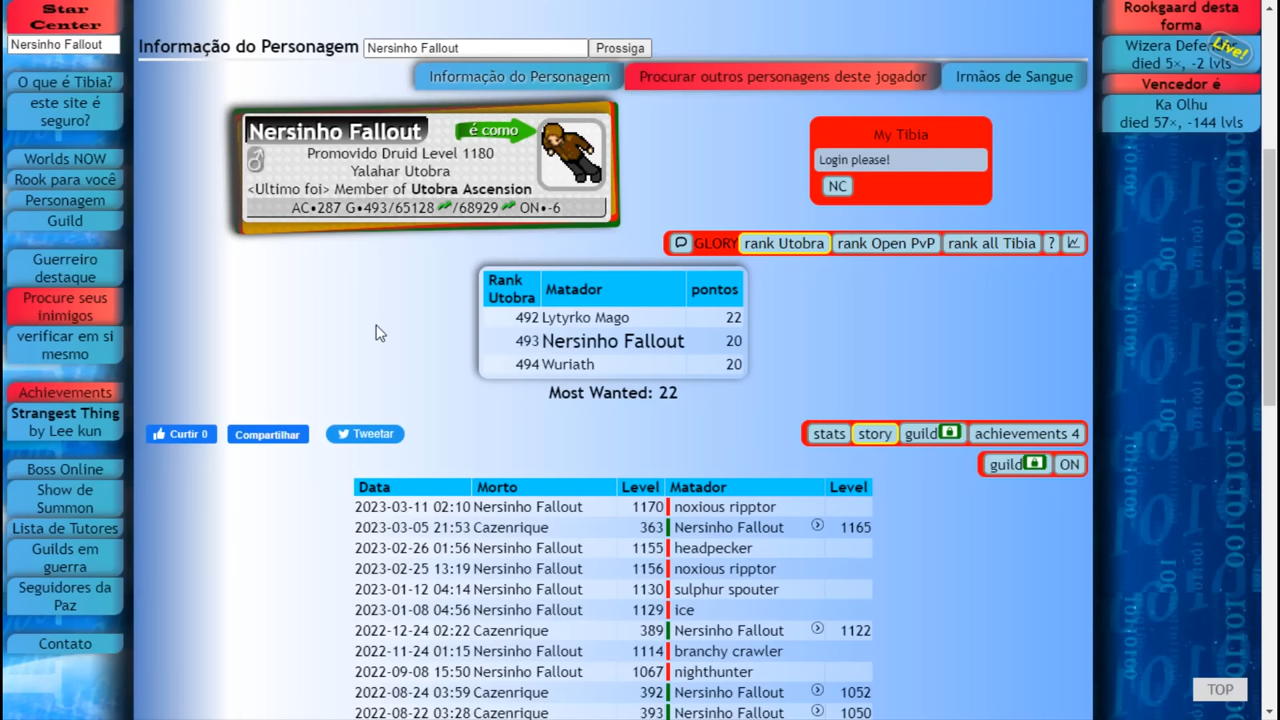 Star
Center
Nersinho Fallout
O que é Tibia?
este site é
seguro?
Worlds NOW
Rook para você
Personagem
Guild
Guerreiro
destaque
Procure seus
inimigos
verificar em si
mesmo
Achievements
Strangest Thing
by Lee kun
Boss Online
Show de
Summon
Lista de Tutores
Guilds em
guerra
Seguidores da
Paz
Contato
Informação do Personagem Nersinho Fallout Prossiga
Informação do Personagem Procurar outros personagens deste jogador Irmãos de Sangue
Nersinho Fallout é como
Promovido Druid Level 1180
Yalahar Utobra
<Ultimo foi> Member of Utobra Ascension
AC•287 G•493/65128 /68929 ON•-6
My Tibia
Login please!
NC
GLORY rank Utobra rank Open PvP rank all Tibia ?
Rank
Utobra Matador pontos
492 Lytyrko Mago 22
493 Nersinho Fallout 20
494 Wuriath 20
Most Wanted: 22
Curtir 0 Compartilhar Tweetar
stats story guild achievements 4
guild ON
Data Morto Level Matador Level
2023-03-11 02:10 Nersinho Fallout 1170 noxious ripptor
2023-03-05 21:53 Cazenrique 363 Nersinho Fallout 1165
2023-02-26 01:56 Nersinho Fallout 1155 headpecker
2023-02-25 13:19 Nersinho Fallout 1156 noxious ripptor
2023-01-12 04:14 Nersinho Fallout 1130 sulphur spouter
2023-01-08 04:56 Nersinho Fallout 1129 ice
2022-12-24 02:22 Cazenrique 389 Nersinho Fallout 1122
2022-11-24 01:15 Nersinho Fallout 1114 branchy crawler
2022-09-08 15:50 Nersinho Fallout 1067 nighthunter
2022-08-24 03:59 Cazenrique 392 Nersinho Fallout 1052
2022-08-22 03:28 Cazenrique 393 Nersinho Fallout 1050
Rookgaard desta
forma
Live!
Wizera
died 5×, -2 lvls
Vencedor é
Ka Olhu
died 57×, -144 lvls
TOP